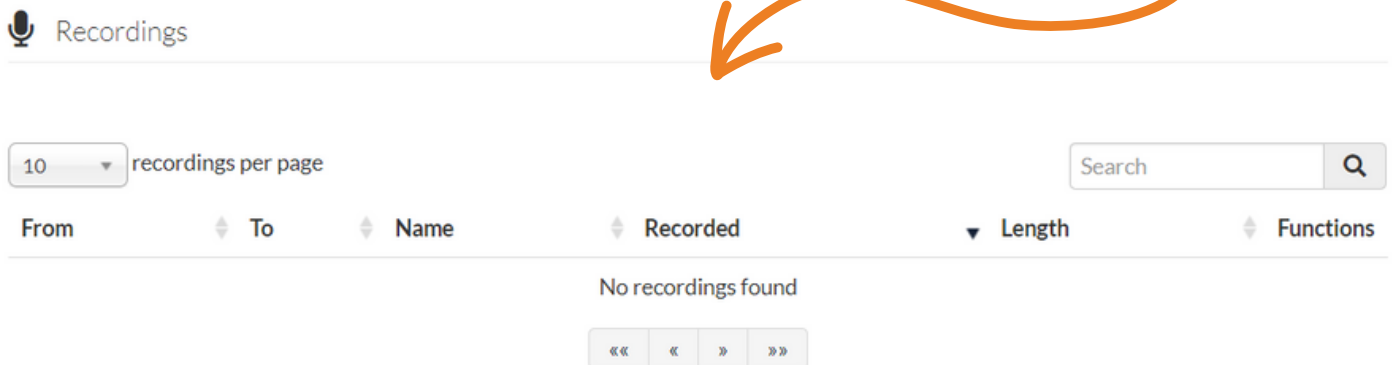 Recordings
10 recordings per page Search
From To Name Recorded Length Functions
No recordings found
«« « » »»